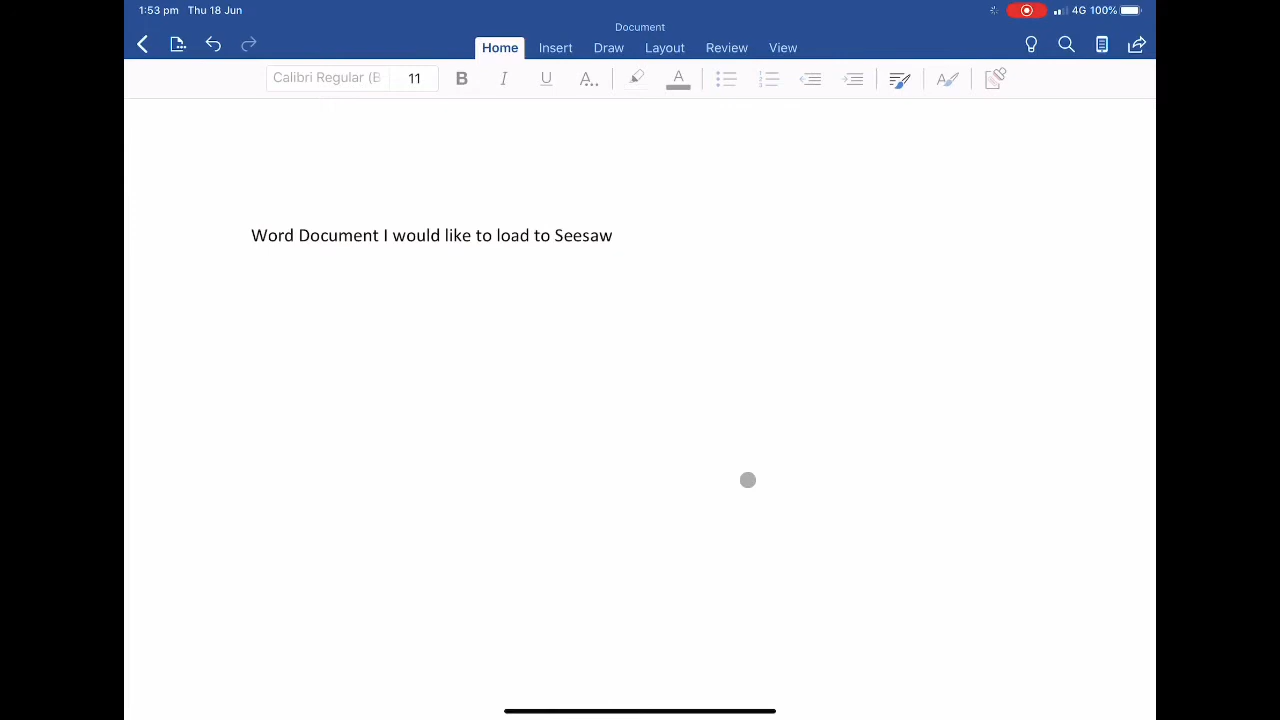 1:53 pm Thu 18 Jun 4G 100%
Document
Home Insert Draw Layout Review View
Calibri Regular (B 11 B I U A... A
Word Document I would like to load to Seesaw